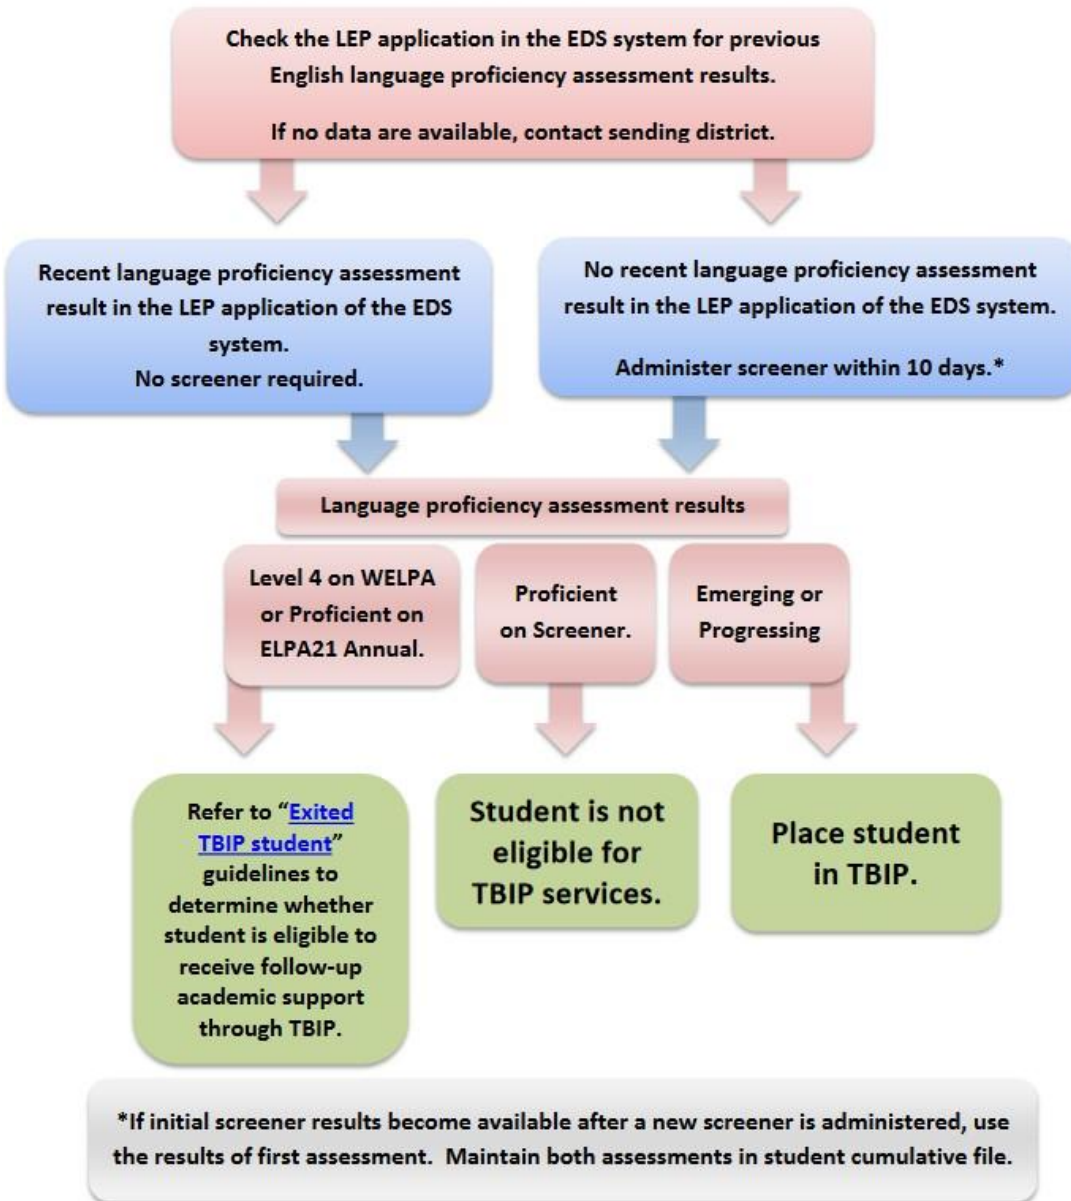 Check the LEP application in the EDS system for previous
English language proficiency assessment results.
If no data are available, contact sending district.
Recent language proficiency assessment
result in the LEP application of the EDS
system.
No screener required.
No recent language proficiency assessment
result in the LEP application of the EDS system.
Administer screener within 10 days.*
Language proficiency assessment results
Level 4 on WELPA
or Proficient on
ELPA21 Annual.
Proficient
on Screener.
Emerging or
Progressing
Refer to “Exited
TBIP student”
guidelines to
determine whether
student is eligible to
receive follow-up
academic support
through TBIP.
Student is not
eligible for
TBIP services.
Place student
in TBIP.
*If initial screener results become available after a new screener is administered, use
the results of first assessment.  Maintain both assessments in student cumulative file.